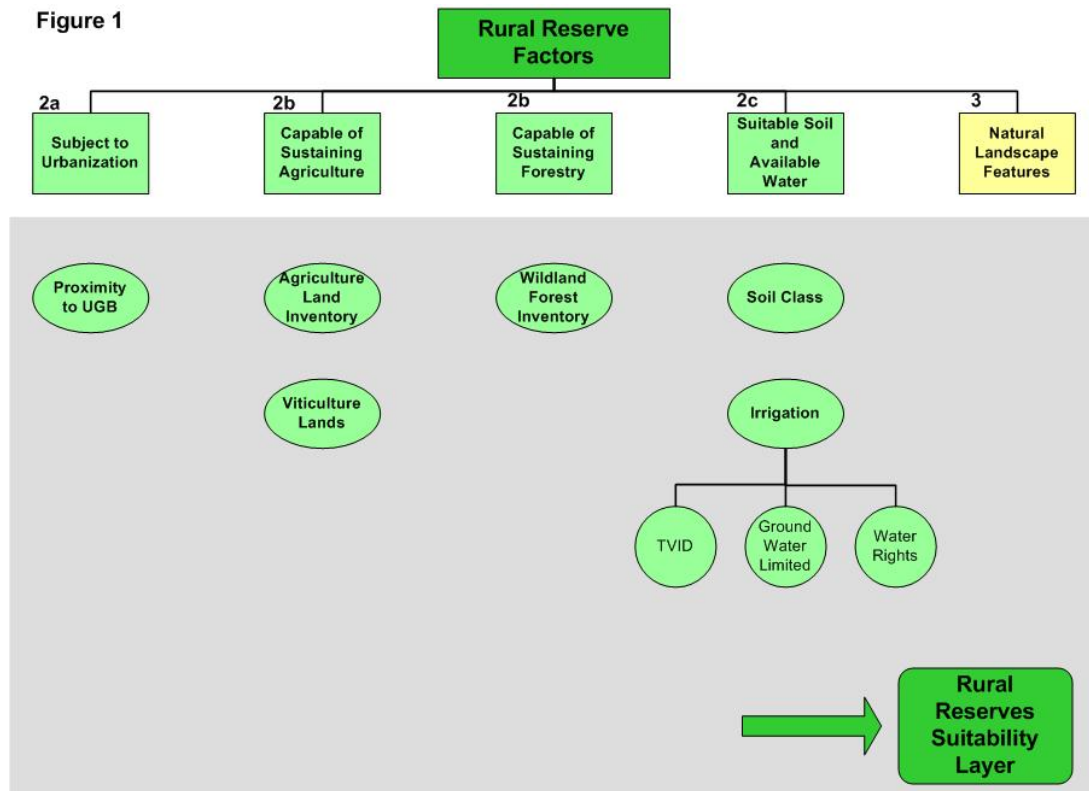 Figure 1
Rural Reserve
Factors
2a
2b
2b
2c
3
Subject to
Urbanization
Capable of
Sustaining
Agriculture
Capable of
Sustaining
Forestry
Suitable Soil
and
Available
Water
Natural
Landscape
Features
Proximity
to UGB
Agriculture
Land
Inventory
Wildland
Forest
Inventory
Soil Class
Viticulture
Lands
Irrigation
TVID
Ground
Water
Limited
Water
Rights
Rural
Reserves
Suitability
Layer